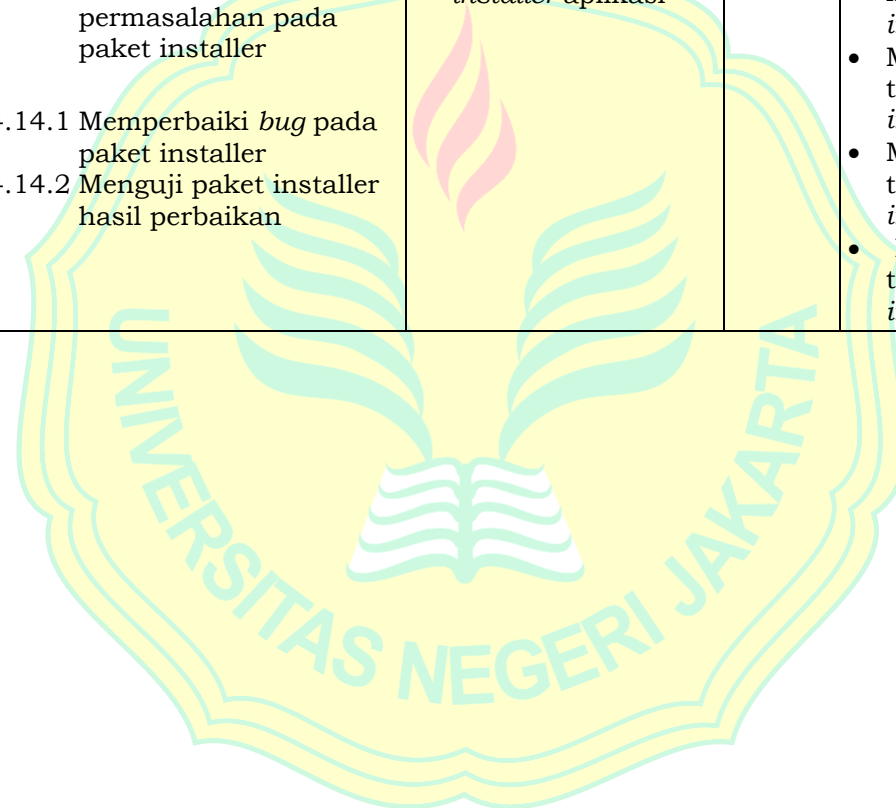 permasalahan pada
paket installer
.14.1 Memperbaiki bug pada
paket installer
.14.2 Menguji paket installer
hasil perbaikan
installer aplikasi
UNIVERSITAS NEGERI JAKARTA